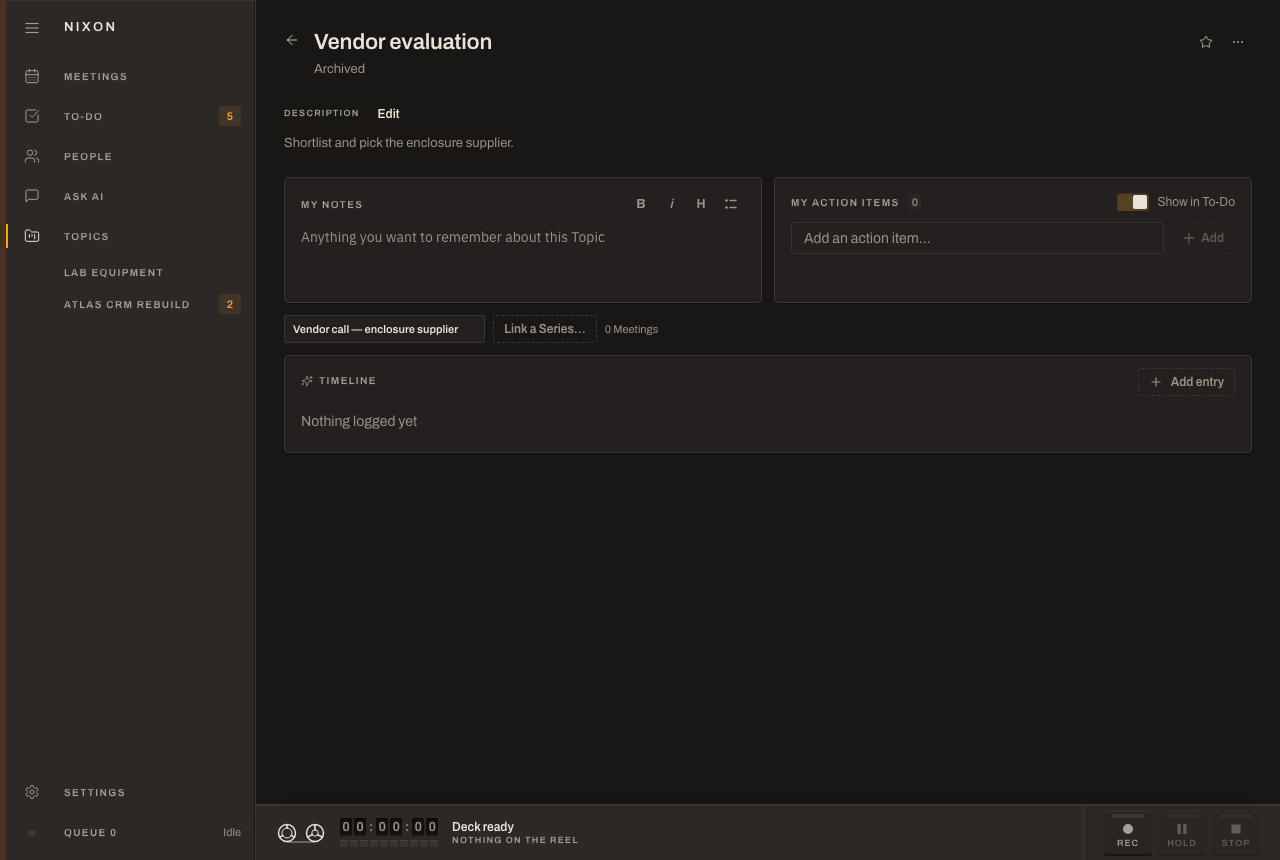 NIXON
MEETINGS
TO-DO 5
PEOPLE
ASK AI
TOPICS
LAB EQUIPMENT
ATLAS CRM REBUILD 2
SETTINGS
QUEUE 0 Idle
Vendor evaluation
Archived
DESCRIPTION Edit
Shortlist and pick the enclosure supplier.
MY NOTES B i H
Anything you want to remember about this Topic
MY ACTION ITEMS 0 Show in To-Do
Add an action item... + Add
Vendor call — enclosure supplier Link a Series... 0 Meetings
TIMELINE + Add entry
Nothing logged yet
00:00:00 Deck ready
NOTHING ON THE REEL
REC HOLD STOP